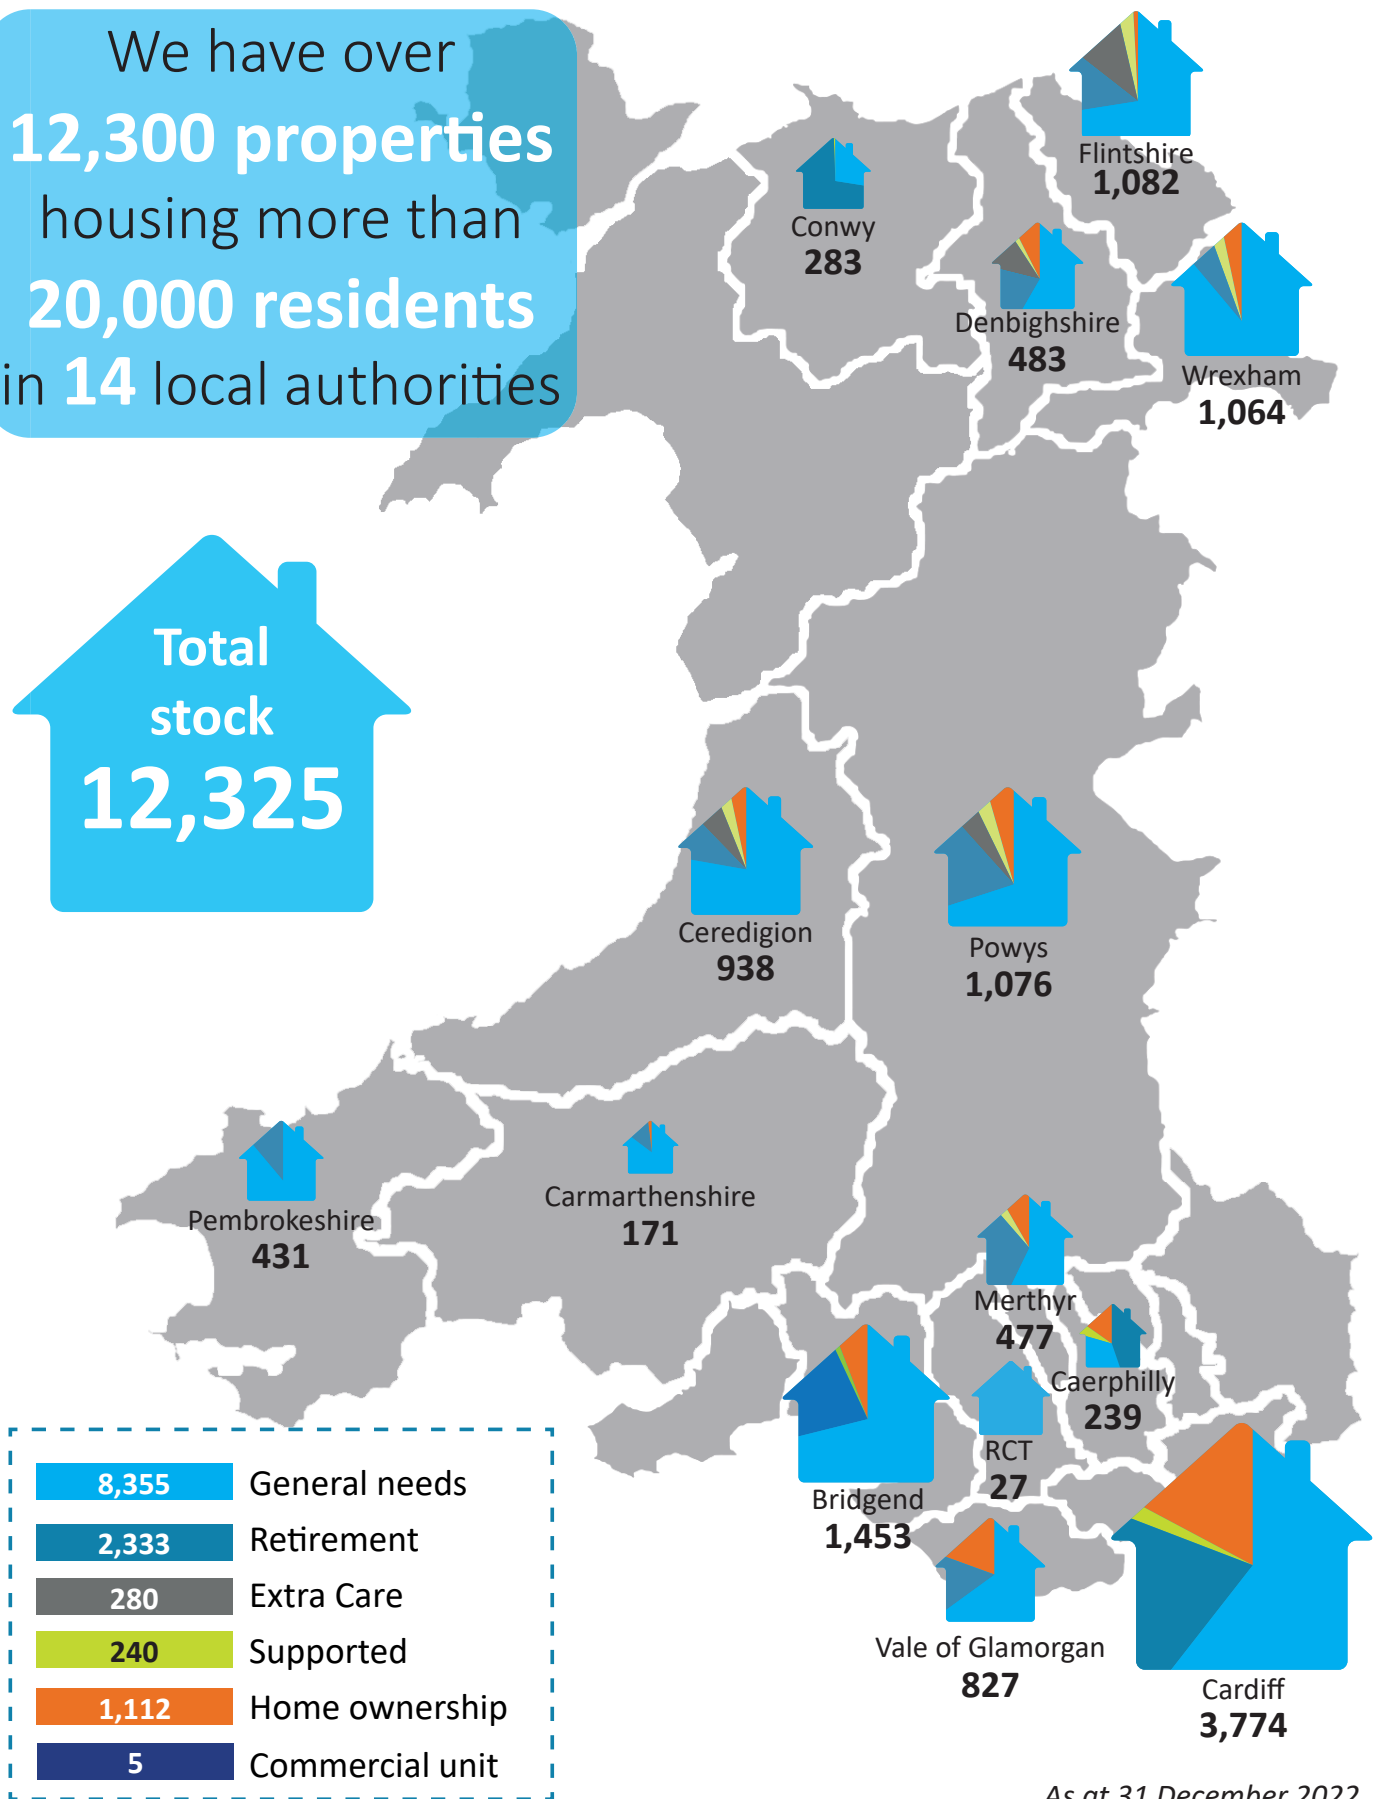 We have over
12,300 properties
housing more than
20,000 residents
in 14 local authorities
Total
stock
12,325
Flintshire
1,082
Conwy
283
Denbighshire
483
Wrexham
1,064
Ceredigion
938
Powys
1,076
Pembrokeshire
431
Carmarthenshire
171
Merthyr
477
Caerphilly
239
RCT
27
Bridgend
1,453
Vale of Glamorgan
827
Cardiff
3,774
8,355 General needs
2,333 Retirement
280 Extra Care
240 Supported
1,112 Home ownership
5 Commercial unit
As at 31 December 2022